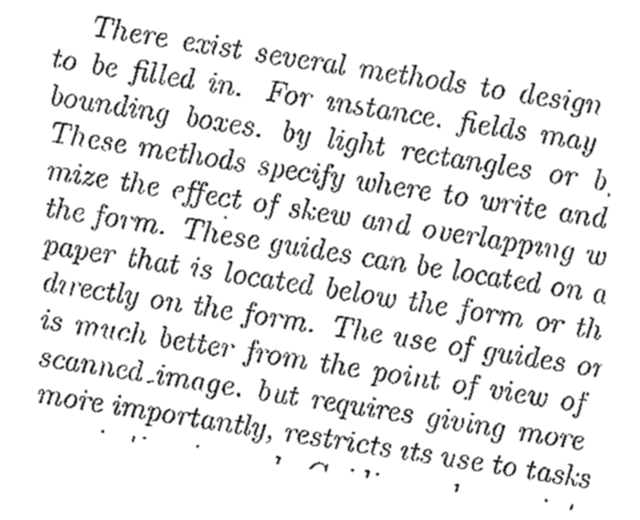 There exist several methods to design
to be filled in. For instance. fields may
bounding boxes. by light rectangles or b
These methods specify where to write and
mize the effect of skew and overlapping w
the form. These guides can be located on a
paper that is located below the form or th
directly on the form. The use of guides or
is much better from the point of view of
scanned image. but requires giving more
more importantly, restricts its use to tasks